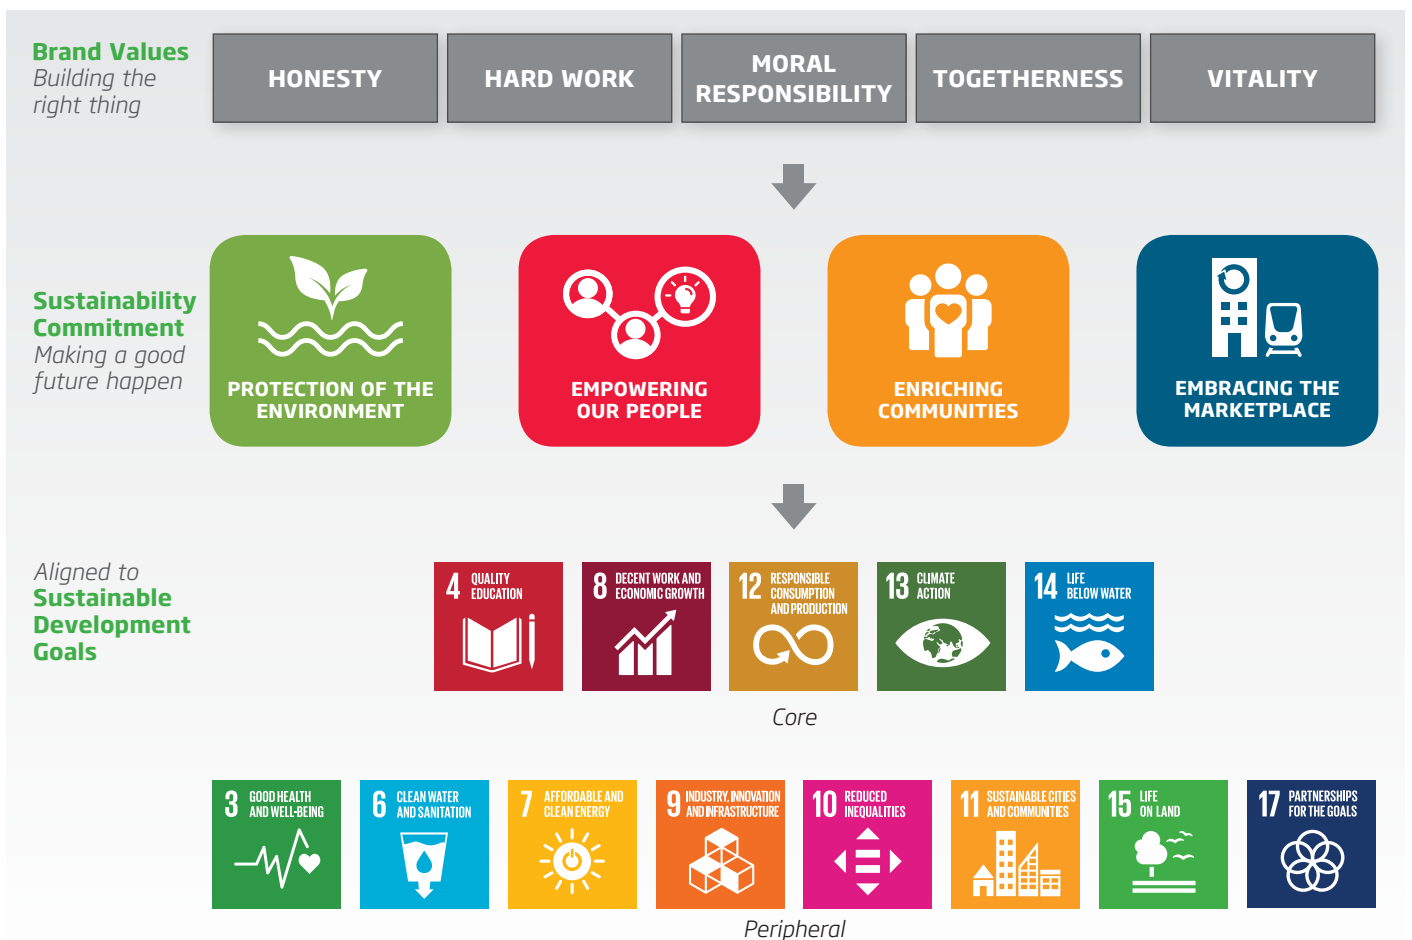 Brand Values
Building the
right thing
HONESTY
HARD WORK
MORAL
RESPONSIBILITY
TOGETHERNESS
VITALITY
Sustainability
Commitment
Making a good
future happen
PROTECTION OF THE
ENVIRONMENT
EMPOWERING
OUR PEOPLE
ENRICHING
COMMUNITIES
EMBRACING THE
MARKETPLACE
Aligned to
Sustainable
Development
Goals
4 QUALITY
EDUCATION
8 DECENT WORK AND
ECONOMIC GROWTH
12 RESPONSIBLE
CONSUMPTION
AND PRODUCTION
13 CLIMATE
ACTION
14 LIFE
BELOW WATER
Core
3 GOOD HEALTH
AND WELL-BEING
6 CLEAN WATER
AND SANITATION
7 AFFORDABLE AND
CLEAN ENERGY
9 INDUSTRY, INNOVATION
AND INFRASTRUCTURE
10 REDUCED
INEQUALITIES
11 SUSTAINABLE CITIES
AND COMMUNITIES
15 LIFE
ON LAND
17 PARTNERSHIPS
FOR THE GOALS
Peripheral